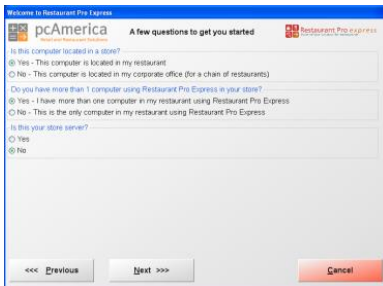 Welcome to Restaurant Pro Express
pcAmerica
A few questions to get you started
Restaurant Pro express
Is this computer located in a store?
Yes - This computer is located in my restaurant
No - This computer is located in my corporate office (for a chain of restaurants)
Do you have more than 1 computer using Restaurant Pro Express in your store?
Yes - I have more than one computer in my restaurant using Restaurant Pro Express
No - This is the only computer in my restaurant using Restaurant Pro Express
Is this your store server?
Yes
No
<<< Previous
Next >>>
Cancel